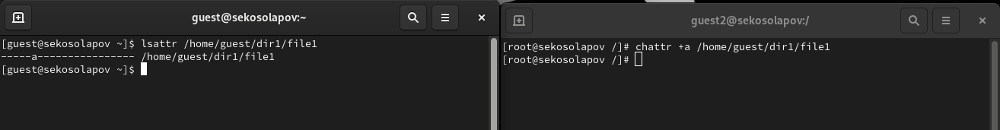 guest@sekosolapov:~
[guest@sekosolapov ~]$ lsattr /home/guest/dir1/file1
-----a---------------- /home/guest/dir1/file1
[guest@sekosolapov ~]$
guest2@sekosolapov:/
[root@sekosolapov /]# chattr +a /home/guest/dir1/file1
[root@sekosolapov /]#